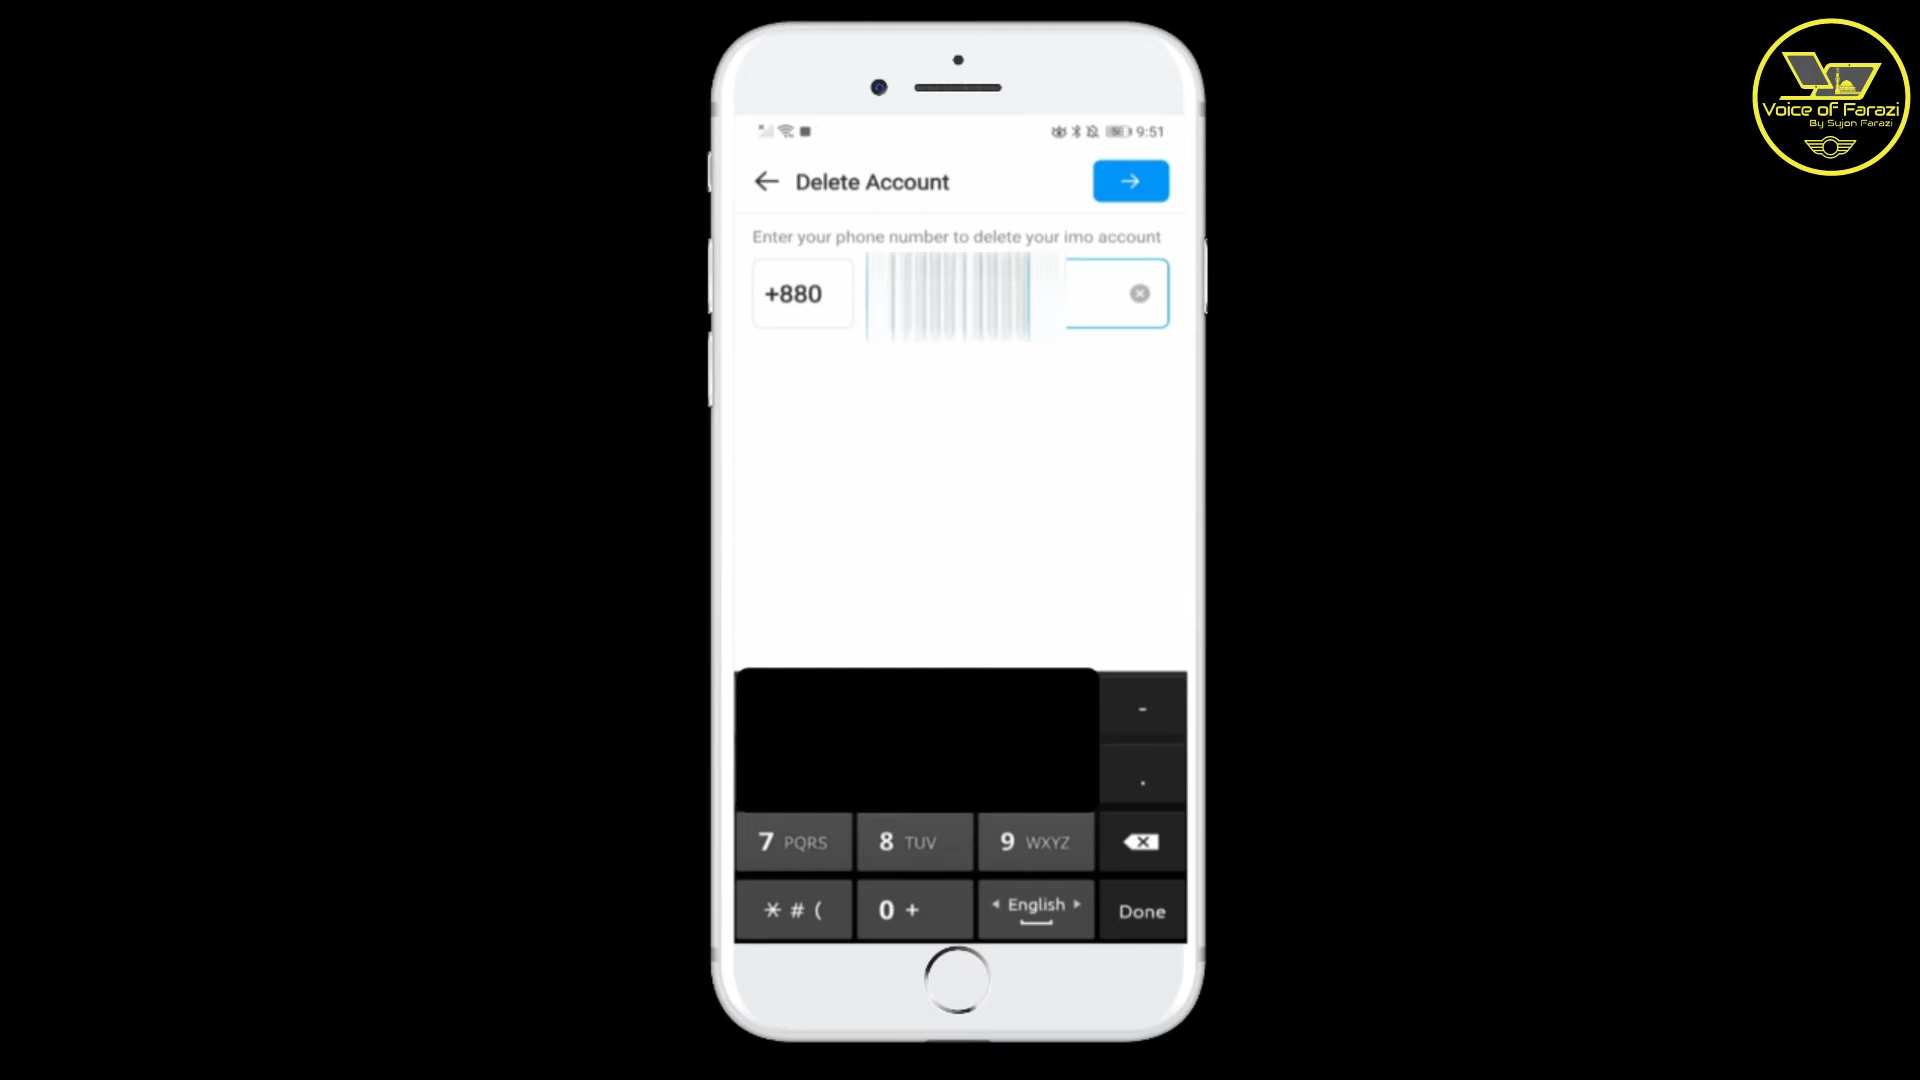 Voice of Farazi
By Sujon Farazi
9:51
← Delete Account →
Enter your phone number to delete your imo account
+880
-
.
7 PQRS 8 TUV 9 WXYZ
* # ( 0 + English Done